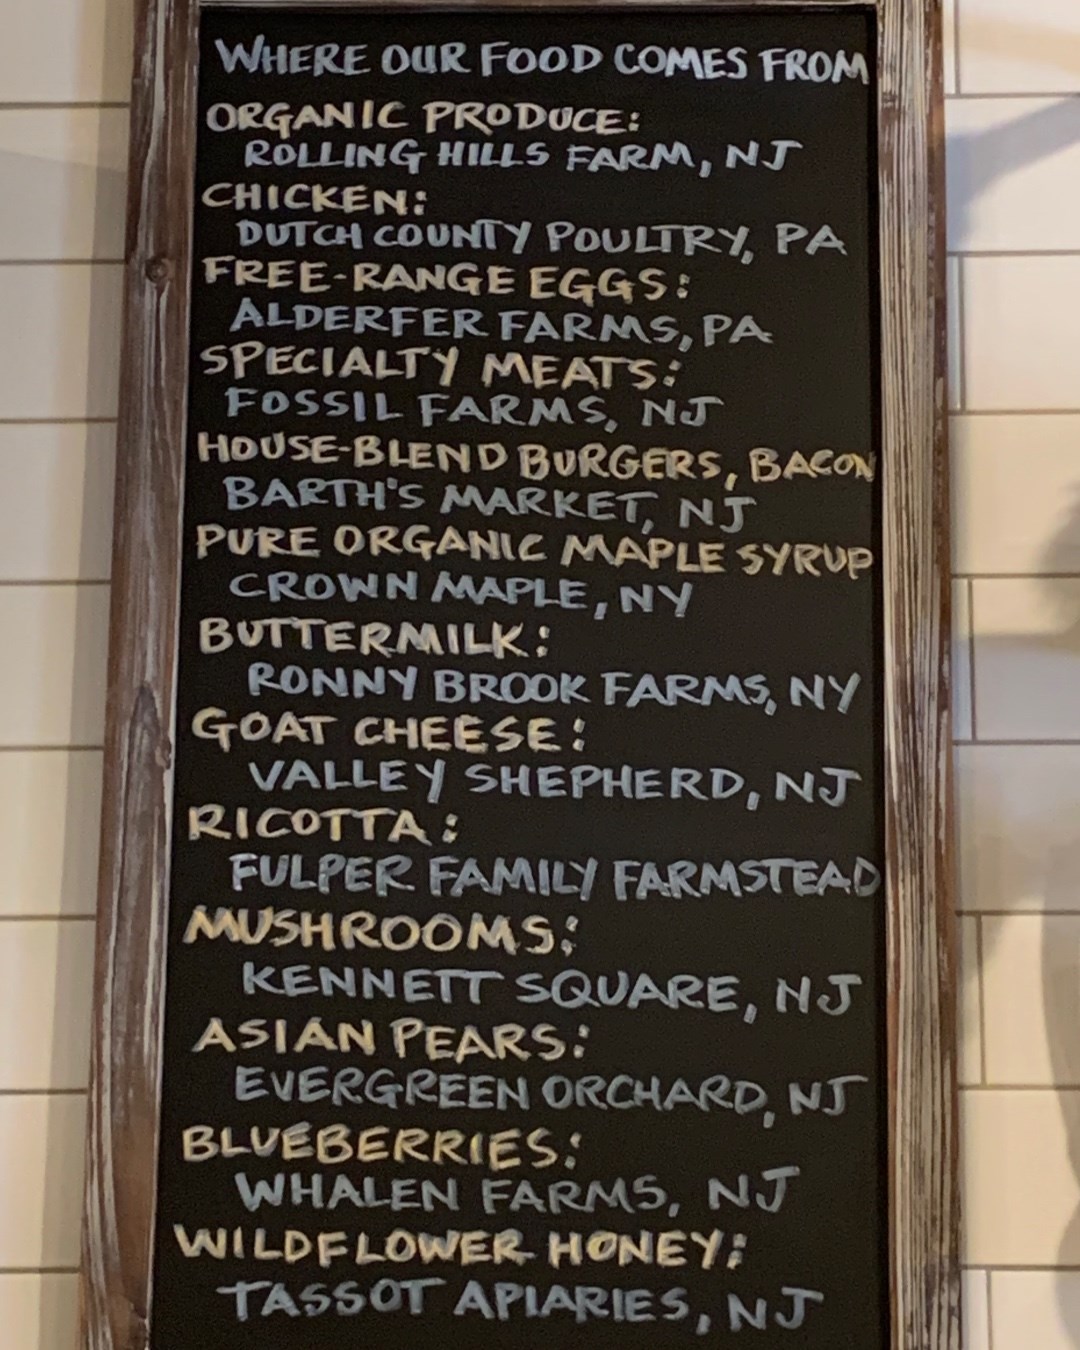 WHERE OUR FOOD COMES FROM
ORGANIC PRODUCE:
ROLLING HILLS FARM, NJ
CHICKEN:
DUTCH COUNTY POULTRY, PA
FREE-RANGE EGGS:
ALDERFER FARMS, PA
SPECIALTY MEATS:
FOSSIL FARMS, NJ
HOUSE-BLEND BURGERS, BACON
BARTH'S MARKET, NJ
PURE ORGANIC MAPLE SYRUP
CROWN MAPLE, NY
BUTTERMILK:
RONNY BROOK FARMS, NY
GOAT CHEESE:
VALLEY SHEPHERD, NJ
RICOTTA:
FULPER FAMILY FARMSTEAD
MUSHROOMS:
KENNETT SQUARE, NJ
ASIAN PEARS:
EVERGREEN ORCHARD, NJ
BLUEBERRIES:
WHALEN FARMS, NJ
WILDFLOWER HONEY:
TASSOT APIARIES, NJ